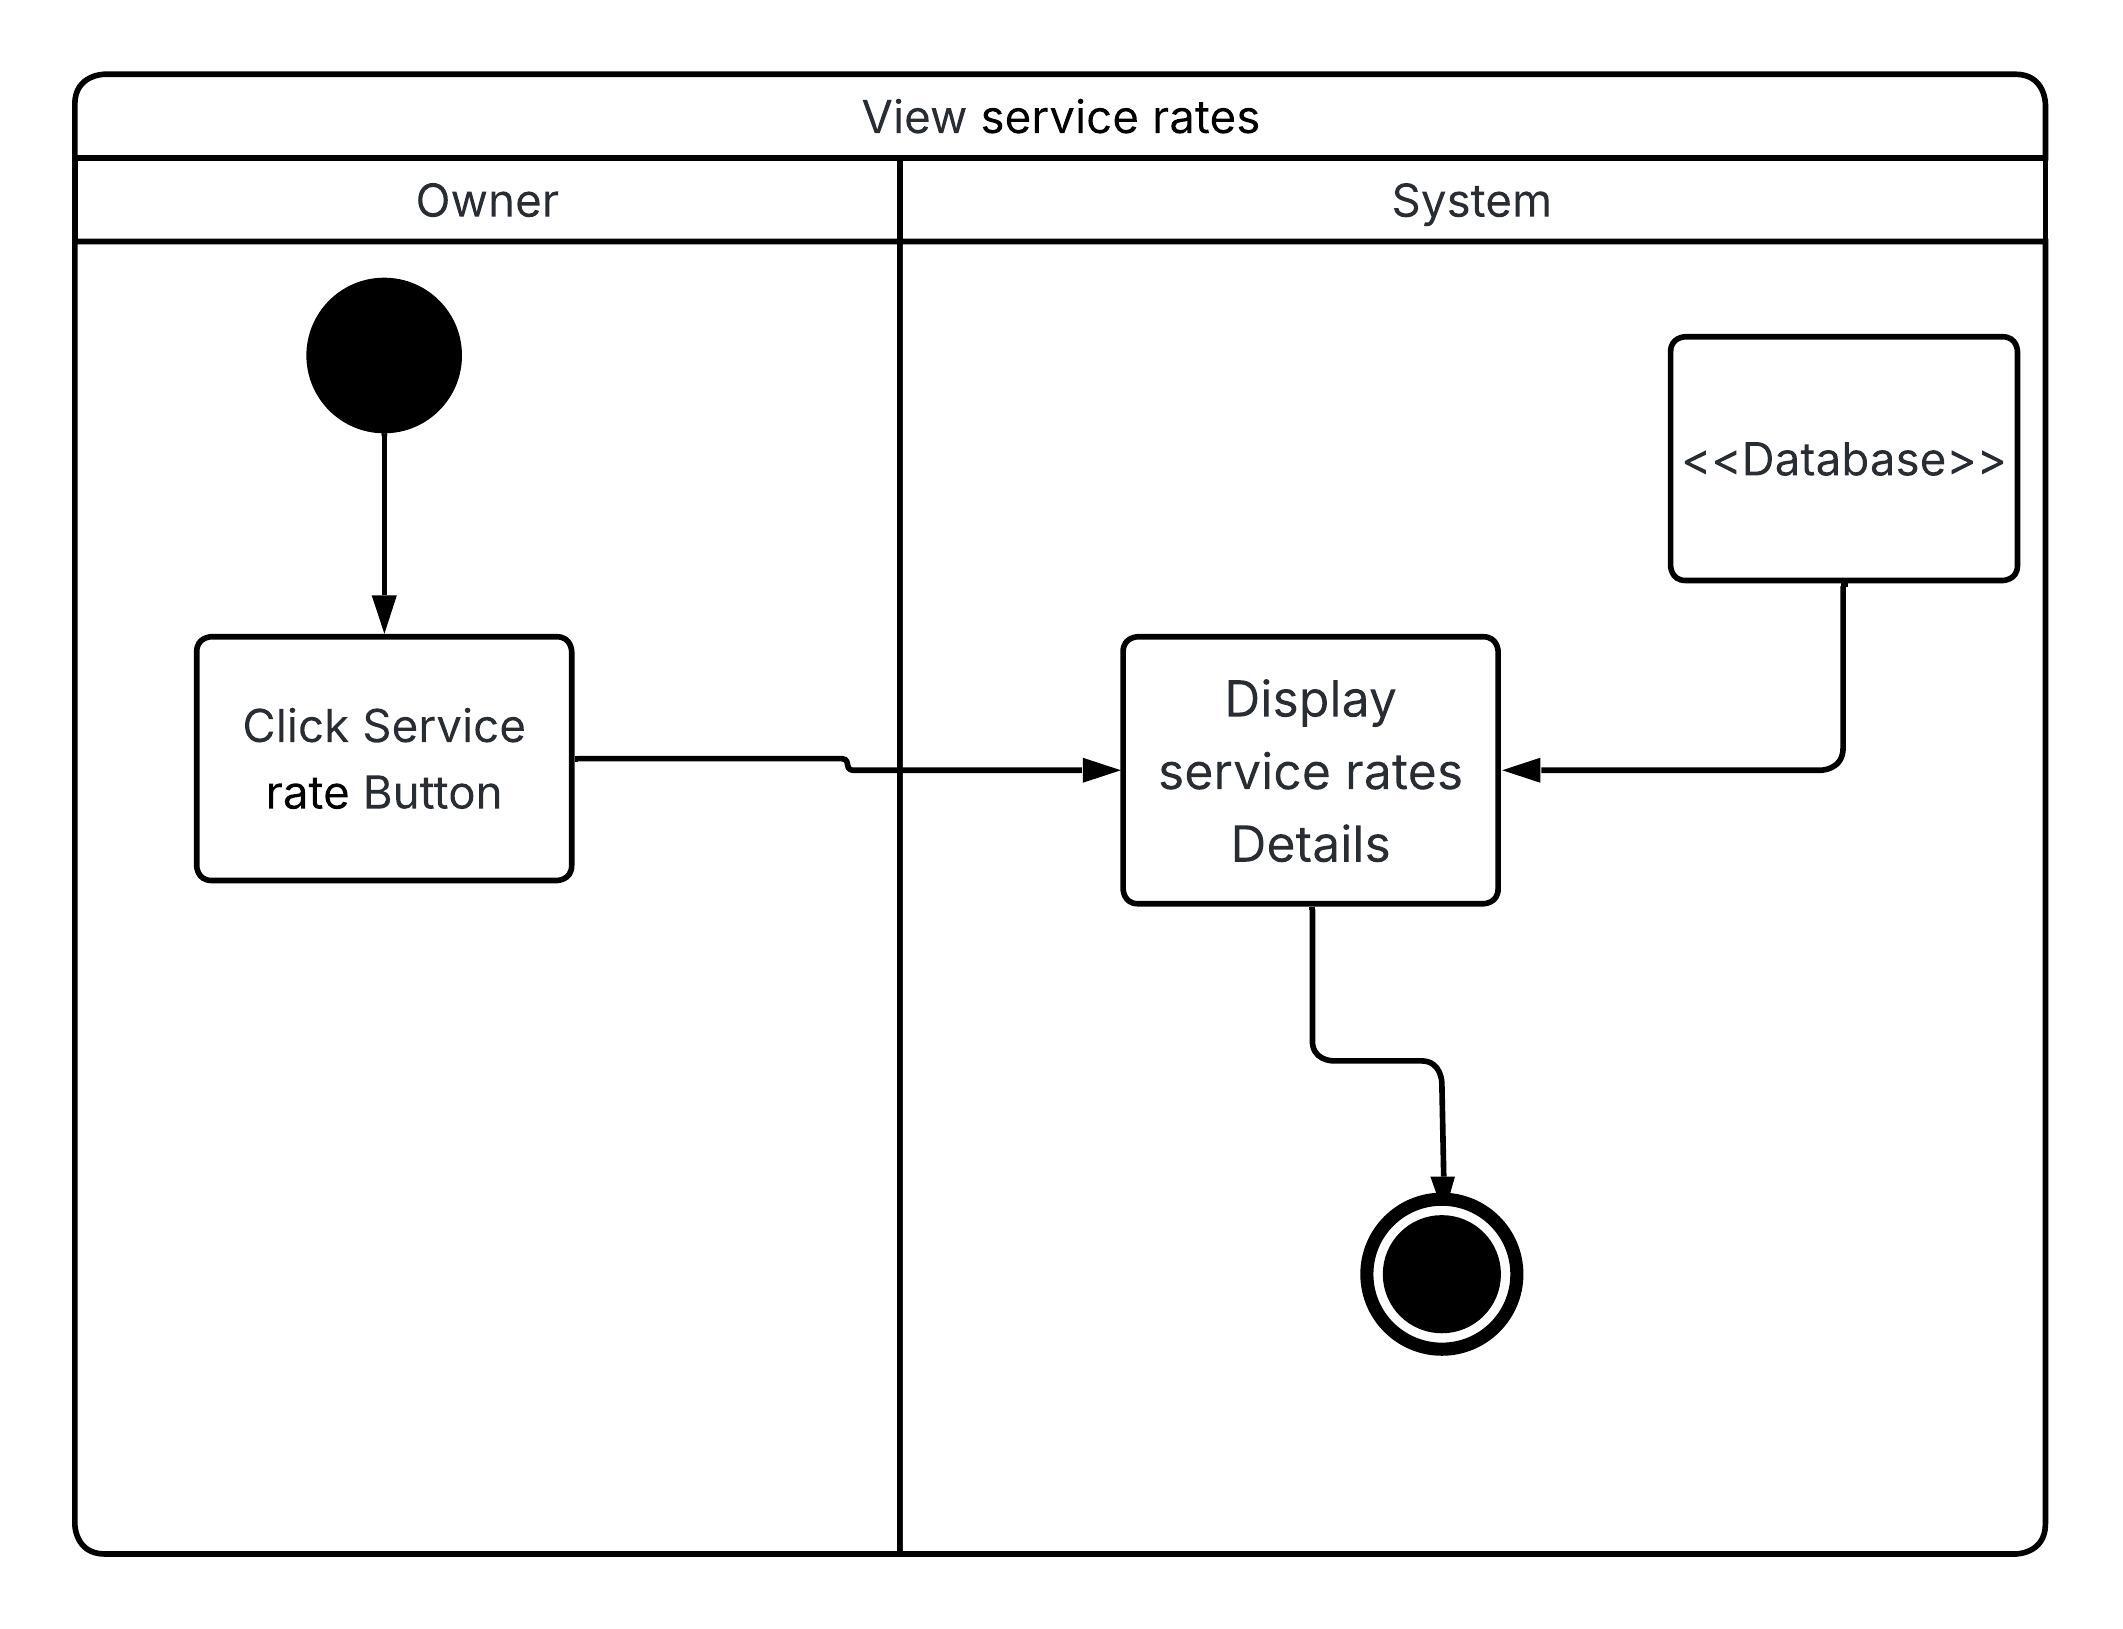 View service rates
Owner
System
<<Database>>
Click Service
rate Button
Display
service rates
Details